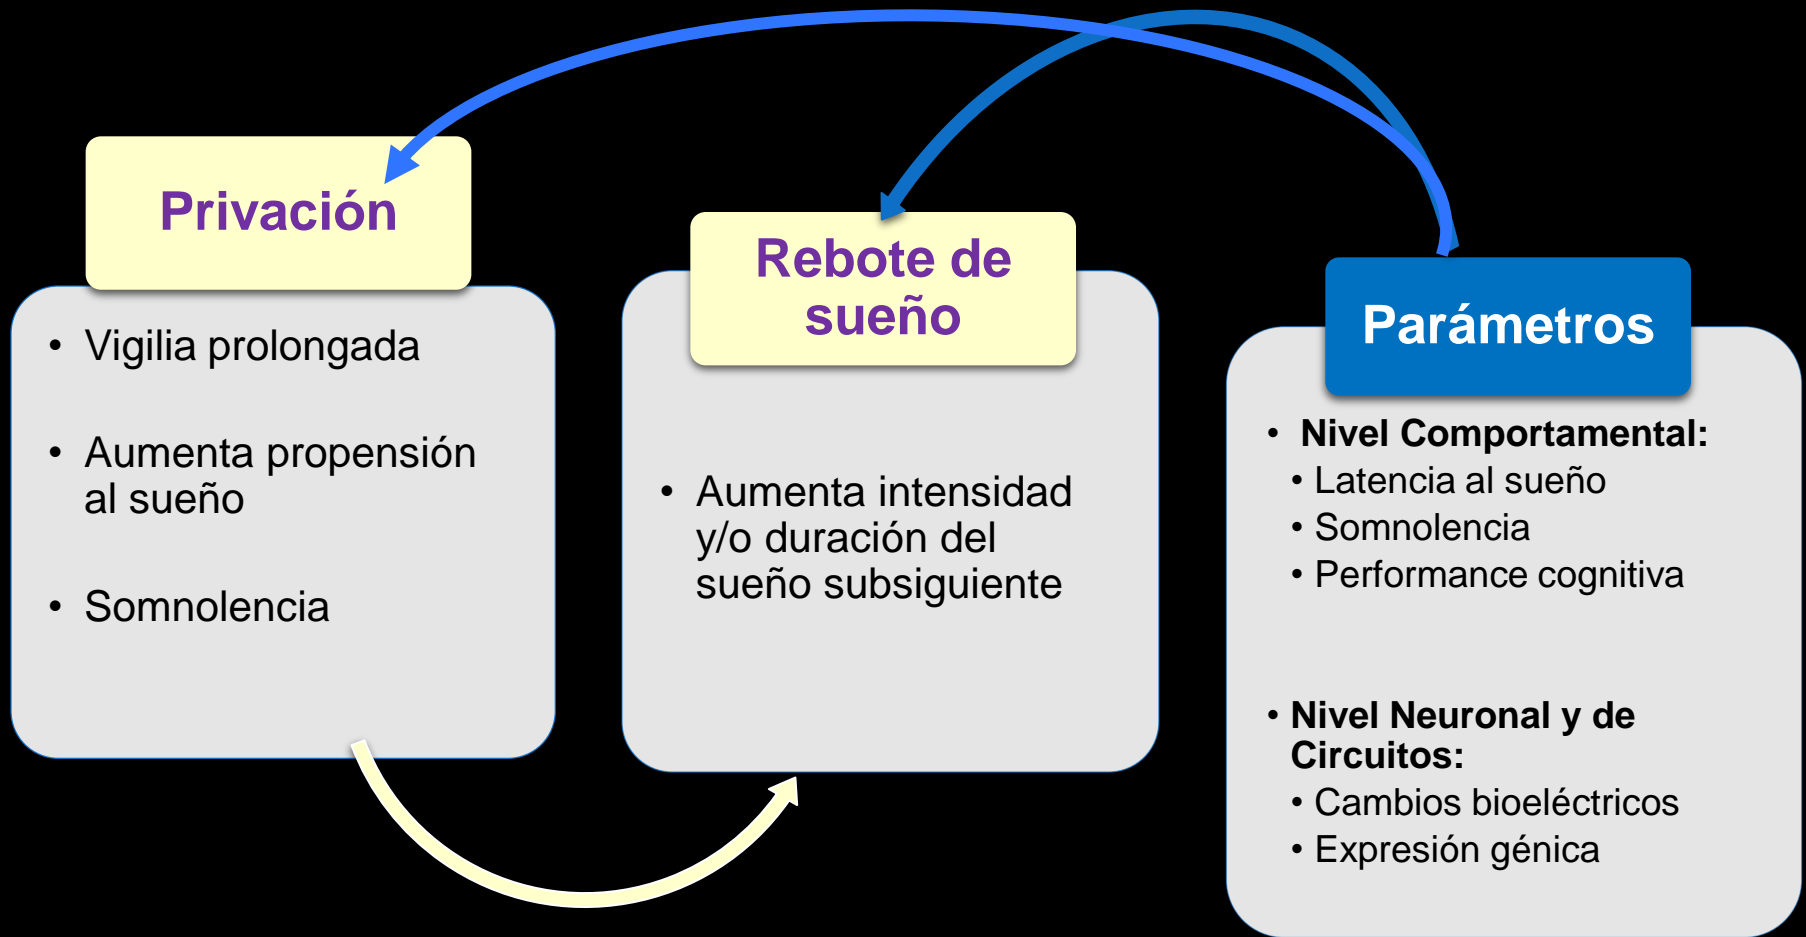 Privación
• Vigilia prolongada
• Aumenta propensión
al sueño
• Somnolencia
Rebote de
sueño
• Aumenta intensidad
y/o duración del
sueño subsiguiente
Parámetros
• Nivel Comportamental:
• Latencia al sueño
• Somnolencia
• Performance cognitiva
• Nivel Neuronal y de
Circuitos:
• Cambios bioeléctricos
• Expresión génica